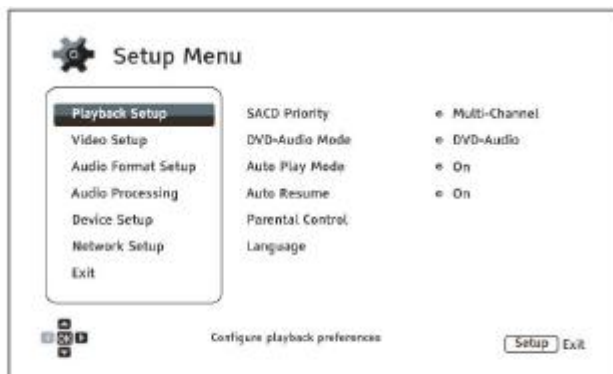 Setup Menu
Playback Setup
Video Setup
Audio Format Setup
Audio Processing
Device Setup
Network Setup
Exit
SACD Priority
Multi-Channel
DVD-Audio Mode
DVD-Audio
Auto Play Mode
On
Auto Resume
On
Parental Control
Language
OK
Configure playback preferences
Setup Exit